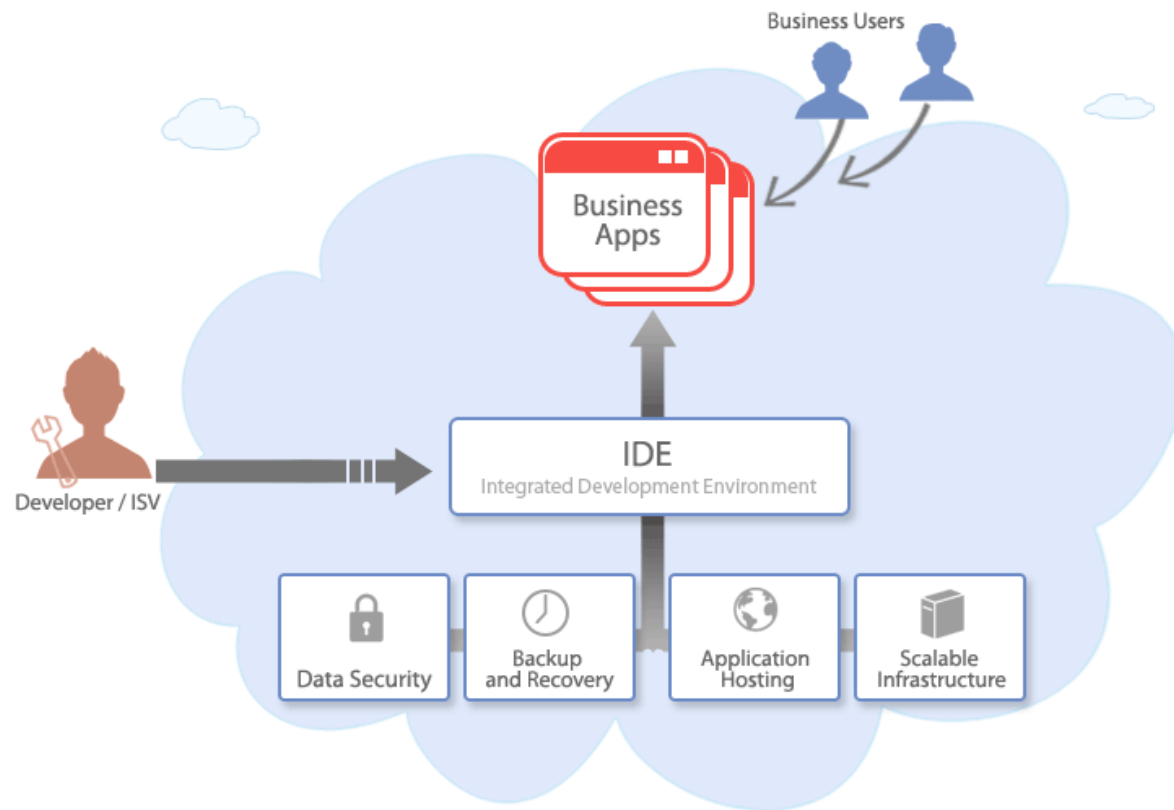 Business Users
Business
Apps
IDE
Integrated Development Environment
Developer / ISV
Data Security
Backup
and Recovery
Application
Hosting
Scalable
Infrastructure